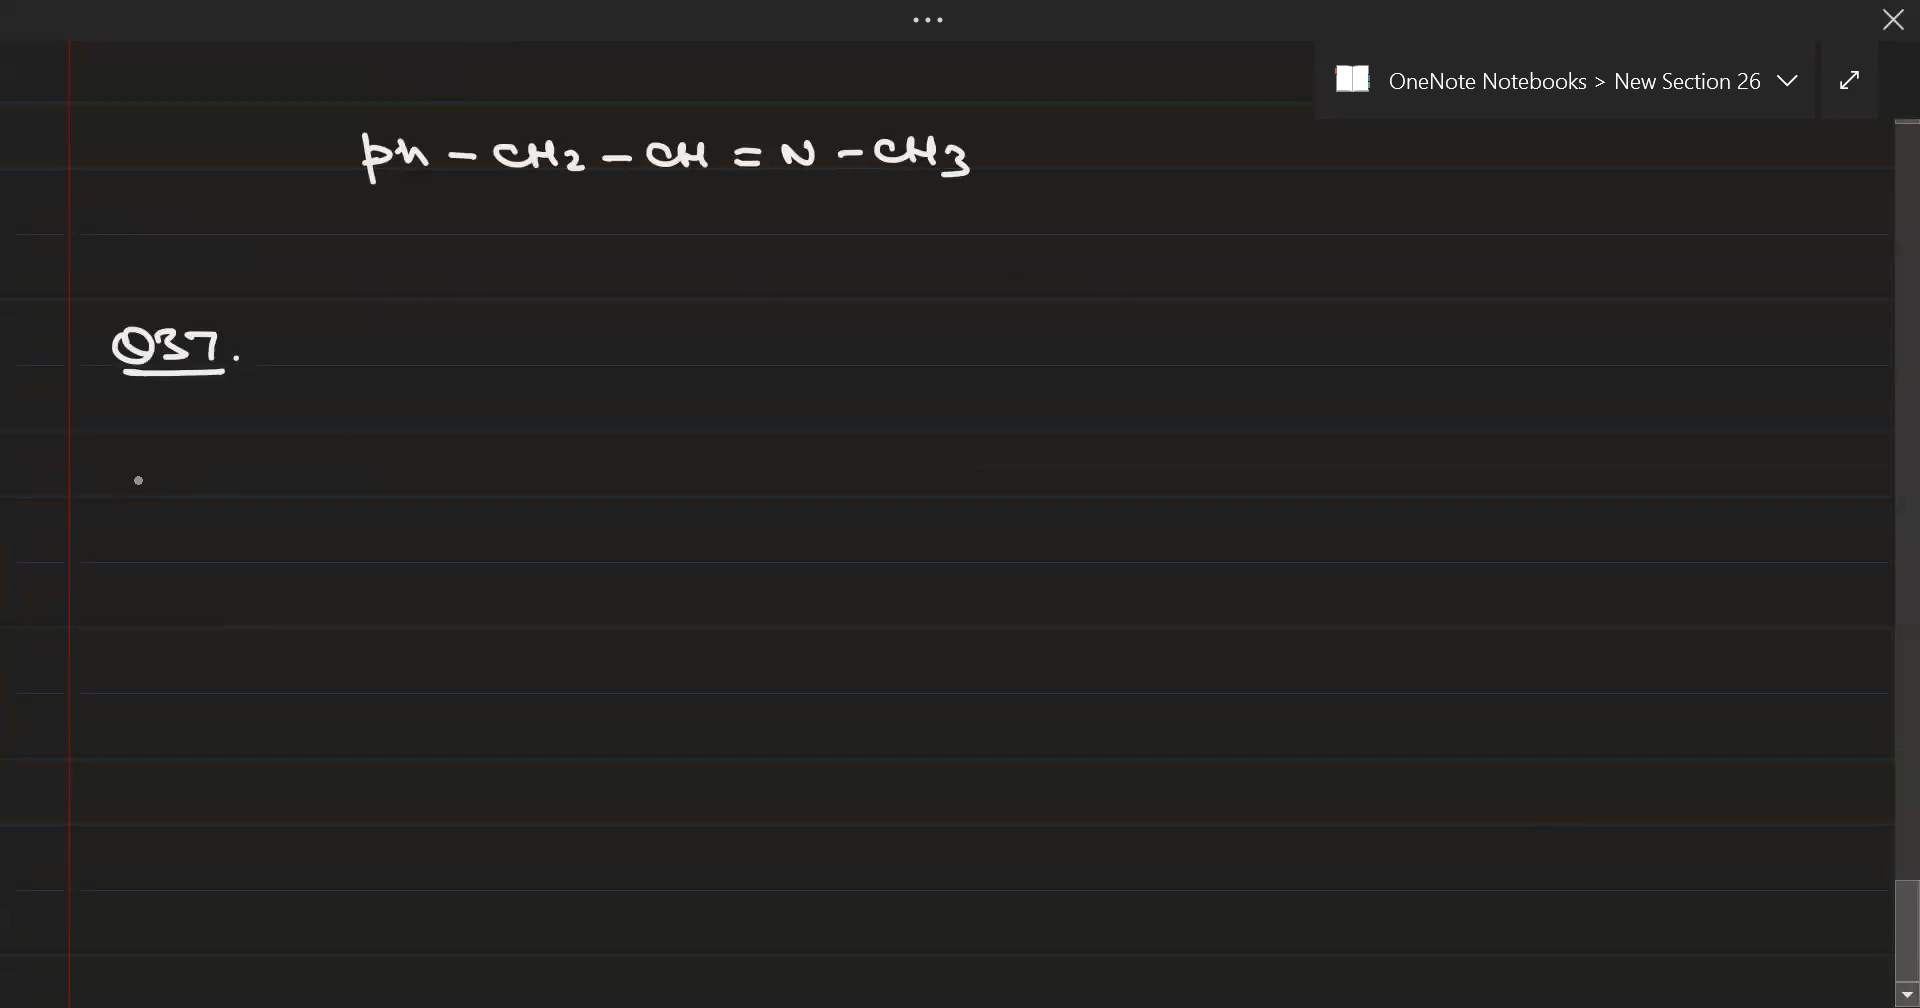 OneNote Notebooks > New Section 26
ph - CH2 - CH = N - CH3
Q37.